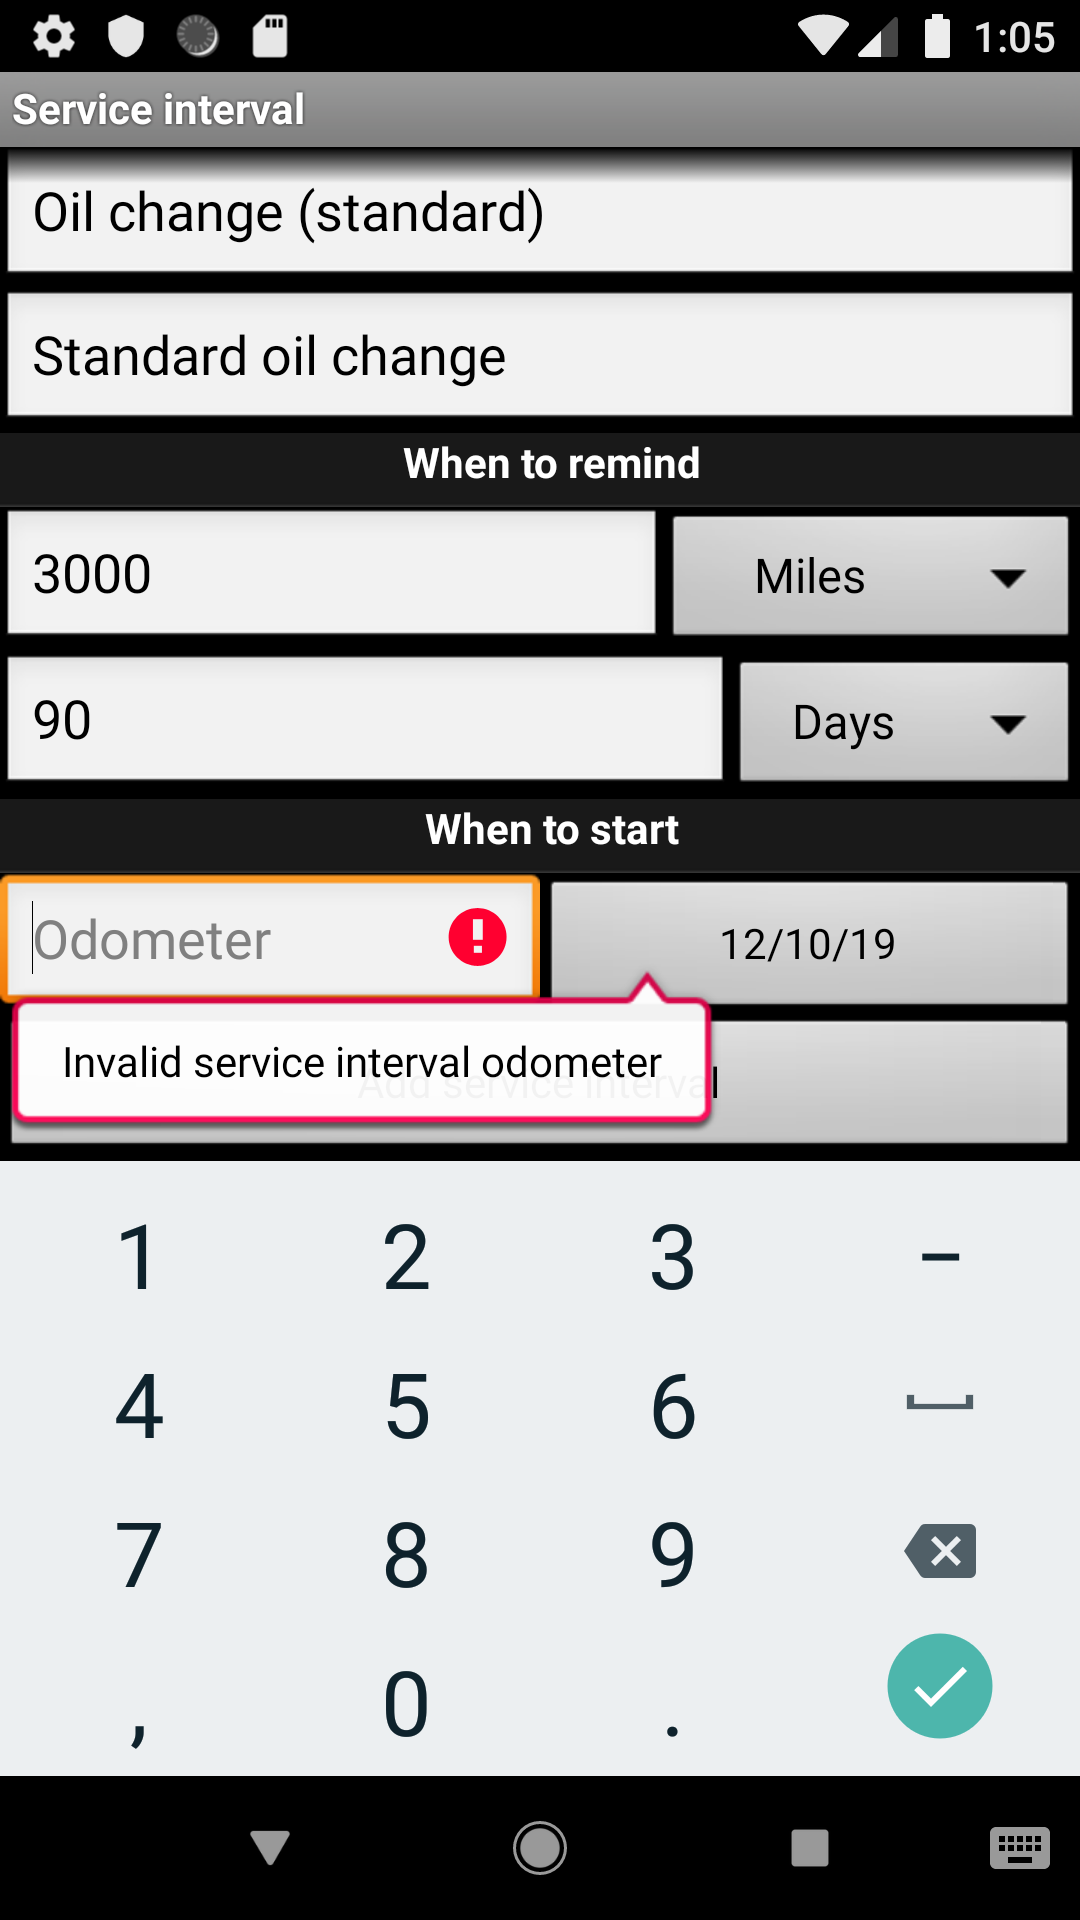 1:05
Service interval
Oil change (standard)
Standard oil change
When to remind
3000 Miles
90 Days
When to start
Odometer 12/10/19
Invalid service interval odometer
Add service interval
1 2 3 –
4 5 6
7 8 9
, 0 .